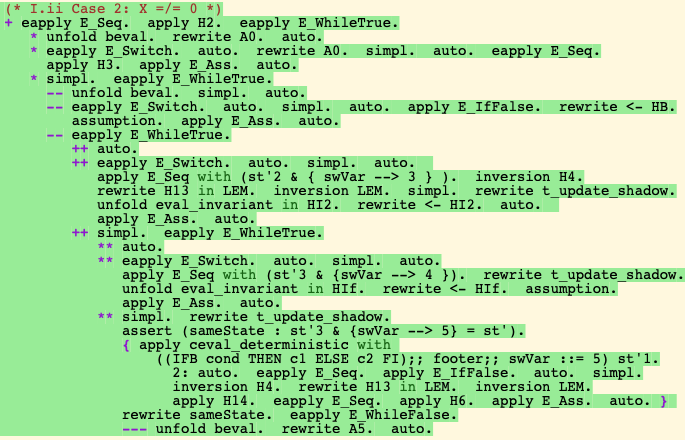 (* I.ii Case 2: X =/= 0 *)
+ eapply E_Seq. apply H2. eapply E_WhileTrue.
* unfold beval. rewrite A0. auto.
* eapply E_Switch. auto. rewrite A0. simpl. auto. eapply E_Seq.
apply H3. apply E_Ass. auto.
* simpl. eapply E_WhileTrue.
-- unfold beval. simpl. auto.
-- eapply E_Switch. auto. simpl. auto. apply E_IfFalse. rewrite <- HB.
assumption. apply E_Ass. auto.
-- eapply E_WhileTrue.
++ auto.
++ eapply E_Switch. auto. simpl. auto.
apply E_Seq with (st'2 & { swVar --> 3 } ). inversion H4.
rewrite H13 in LEM. inversion LEM. simpl. rewrite t_update_shadow.
unfold eval_invariant in HI2. rewrite <- HI2. auto.
apply E_Ass. auto.
++ simpl. eapply E_WhileTrue.
** auto.
** eapply E_Switch. auto. simpl. auto.
apply E_Seq with (st'3 & {swVar --> 4 }). rewrite t_update_shadow.
unfold eval_invariant in HIf. rewrite <- HIf. assumption.
apply E_Ass. auto.
** simpl. rewrite t_update_shadow.
assert (sameState : st'3 & {swVar --> 5} = st').
{ apply ceval_deterministic with
((IFB cond THEN c1 ELSE c2 FI);; footer;; swVar ::= 5) st'1.
2: auto. eapply E_Seq. apply E_IfFalse. auto. simpl.
inversion H4. rewrite H13 in LEM. inversion LEM.
apply H14. eapply E_Seq. apply H6. apply E_Ass. auto. }
rewrite sameState. eapply E_WhileFalse.
--- unfold beval. rewrite A5. auto.